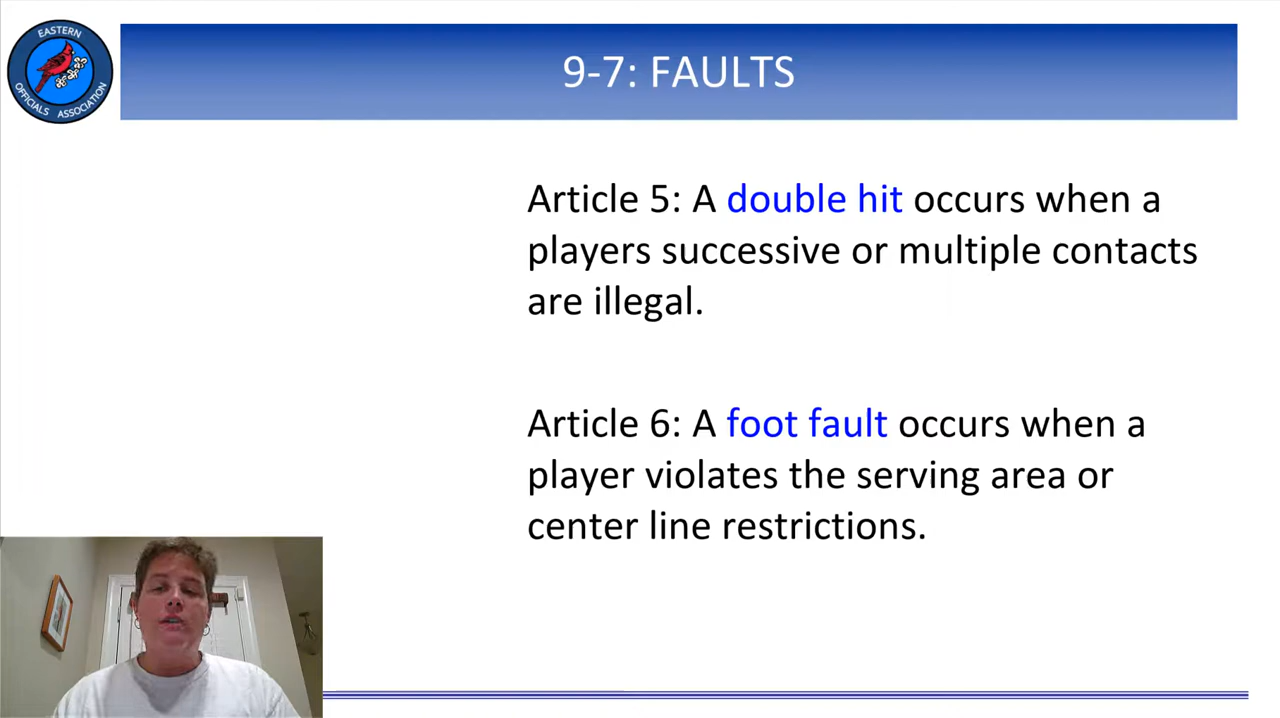 EASTERN
OFFICIALS ASSOCIATION
9-7: FAULTS
Article 5: A double hit occurs when a
players successive or multiple contacts
are illegal.
Article 6: A foot fault occurs when a
player violates the serving area or
center line restrictions.